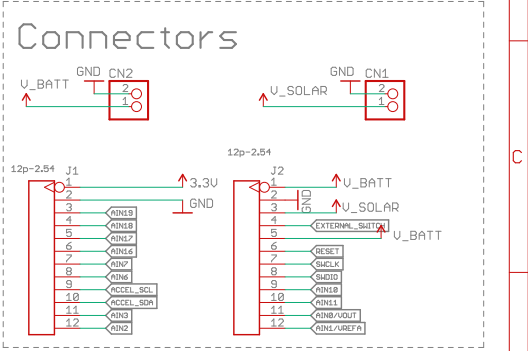 Connectors
GND CN2
V_BATT
2
1
GND CN1
V_SOLAR
2
1
12p-2.54
J1
1 3.3V
2 GND
3 AIN19
4 AIN18
5 AIN17
6 AIN16
7 AIN7
8 AIN6
9 ACCEL_SCL
10 ACCEL_SDA
11 AIN3
12 AIN2
12p-2.54
J2
1 V_BATT
2 GND
3 V_SOLAR
4 EXTERNAL_SWITCH
5 V_BATT
6 RESET
7 SWCLK
8 SWDIO
9 AIN10
10 AIN11
11 AIN0/VOUT
12 AIN1/VREFA
C